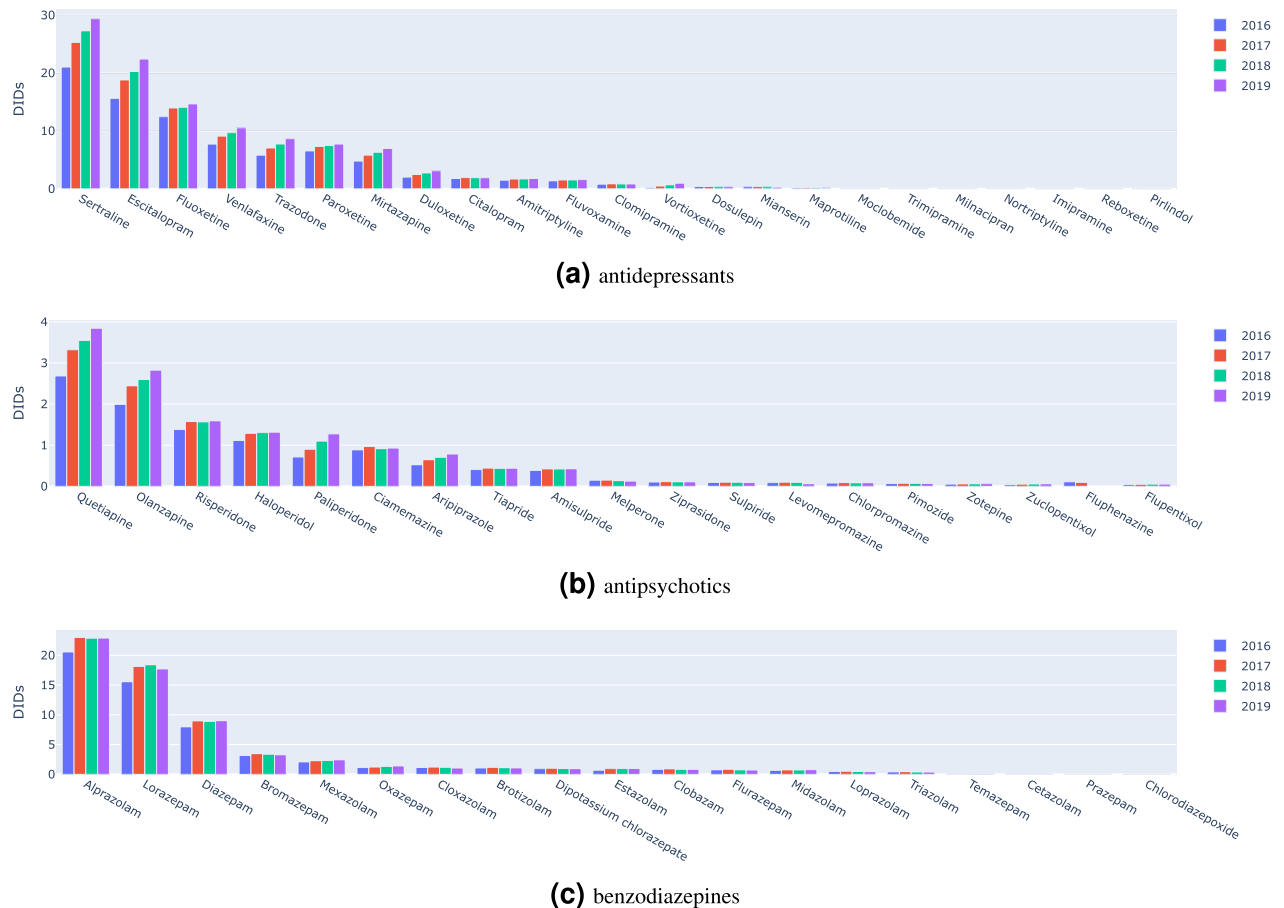 30
20
10
0
DIDs
2016
2017
2018
2019
Sertraline
Escitalopram
Fluoxetine
Venlafaxine
Trazodone
Paroxetine
Mirtazapine
Duloxetine
Citalopram
Amitriptyline
Fluvoxamine
Clomipramine
Vortioxetine
Dosulepin
Mianserin
Maprotiline
Moclobemide
Trimipramine
Milnacipran
Nortriptyline
Imipramine
Reboxetine
Pirlindol
(a) antidepressants
4
3
2
1
0
DIDs
2016
2017
2018
2019
Quetiapine
Olanzapine
Risperidone
Haloperidol
Paliperidone
Ciamemazine
Aripiprazole
Tiapride
Amisulpride
Melperone
Ziprasidone
Sulpiride
Levomepromazine
Chlorpromazine
Pimozide
Zotepine
Zuclopentixol
Fluphenazine
Flupentixol
(b) antipsychotics
20
15
10
5
0
DIDs
2016
2017
2018
2019
Alprazolam
Lorazepam
Diazepam
Bromazepam
Mexazolam
Oxazepam
Cloxazolam
Brotizolam
Dipotassium chlorazepate
Estazolam
Clobazam
Flurazepam
Midazolam
Loprazolam
Triazolam
Temazepam
Cetazolam
Prazepam
Chlorodiazepoxide
(c) benzodiazepines